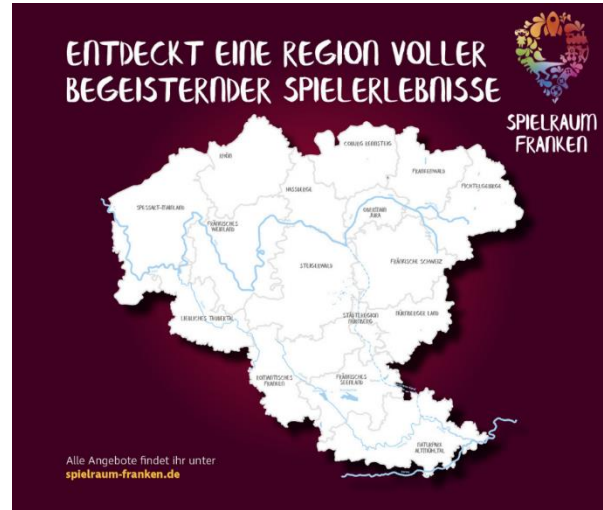 ENTDECKT EINE REGION VOLLER
BEGEISTERNDER SPIELERLEBNISSE
SPIELRAUM
FRANKEN
COBURG.RENNSTEIG
RHÖN
FRANKENWALD
HASSBERGE
FICHTELGEBIRGE
SPESSART-MAINLAND
OBERMAIN
JURA
FRÄNKISCHES
WEINLAND
STEIGERWALD
FRÄNKISCHE SCHWEIZ
LIEBLICHES TAUBERTAL
STÄDTEREGION
NÜRNBERG
NÜRNBERGER LAND
ROMANTISCHES
FRANKEN
FRÄNKISCHES
SEENLAND
NATURPARK
ALTMÜHLTAL
Alle Angebote findet ihr unter
spielraum-franken.de